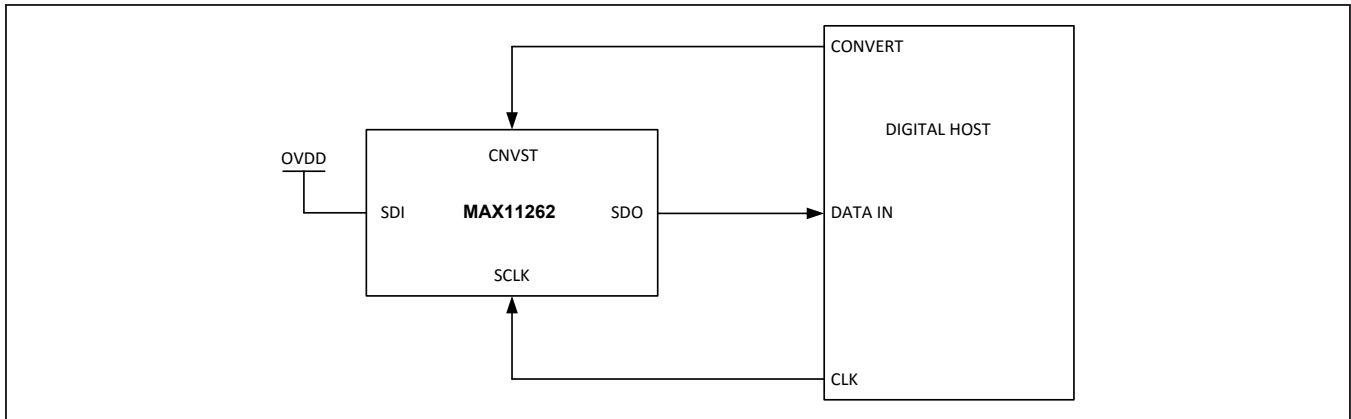 CONVERT
DIGITAL HOST
OVDD
CNVST
SDI
MAX11262
SDO
DATA IN
SCLK
CLK